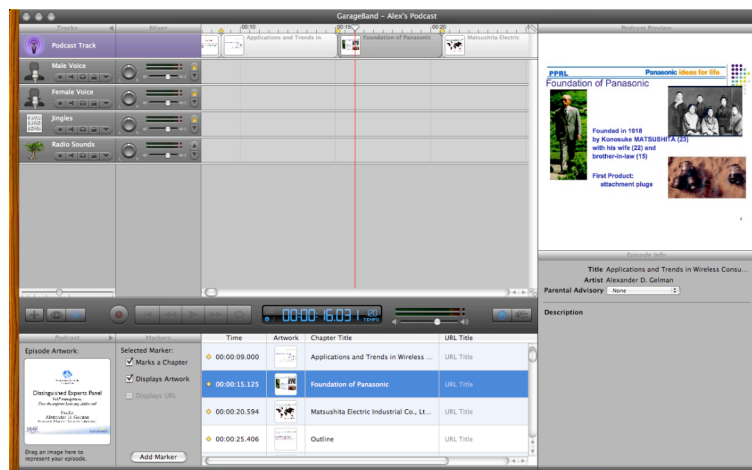 GarageBand – Alex's Podcast
Tracks
Mixer
00:10
00:15
00:20
Podcast Preview
Podcast Track
Applications and Trends in
Foundation of Panasonic
Matsushita Electric
Male Voice
Female Voice
Jingles
Radio Sounds
PPRL
Panasonic ideas for life
Foundation of Panasonic
Founded in 1918
by Konosuke MATSUSHITA (23)
with his wife (22) and
brother-in-law (15)
First Product:
attachment plugs
Episode Info
Title Applications and Trends in Wireless Consu...
Artist Alexander D. Gelman
Parental Advisory None
Description
00:00:16.031
TEMPO
Podcast
Markers
Time
Artwork
Chapter Title
URL Title
Episode Artwork:
Distinguished Experts Panel
Alexander D. Gelman
Drag an image here to
represent your episode.
Selected Marker:
Marks a Chapter
Displays Artwork
Displays URL
Add Marker
00:00:09.000
Applications and Trends in Wireless ...
URL Title
00:00:15.125
Foundation of Panasonic
URL Title
00:00:20.594
Matsushita Electric Industrial Co., Lt...
URL Title
00:00:25.406
Outline
URL Title